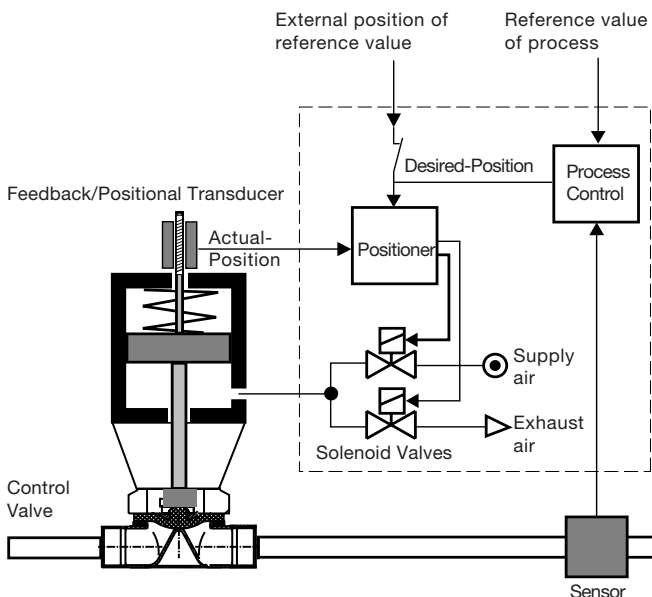 External position of
reference value
Reference value
of process
Desired-Position
Process
Control
Feedback/Positional Transducer
Actual-
Position
Positioner
Supply
air
Exhaust
air
Solenoid Valves
Control
Valve
Sensor